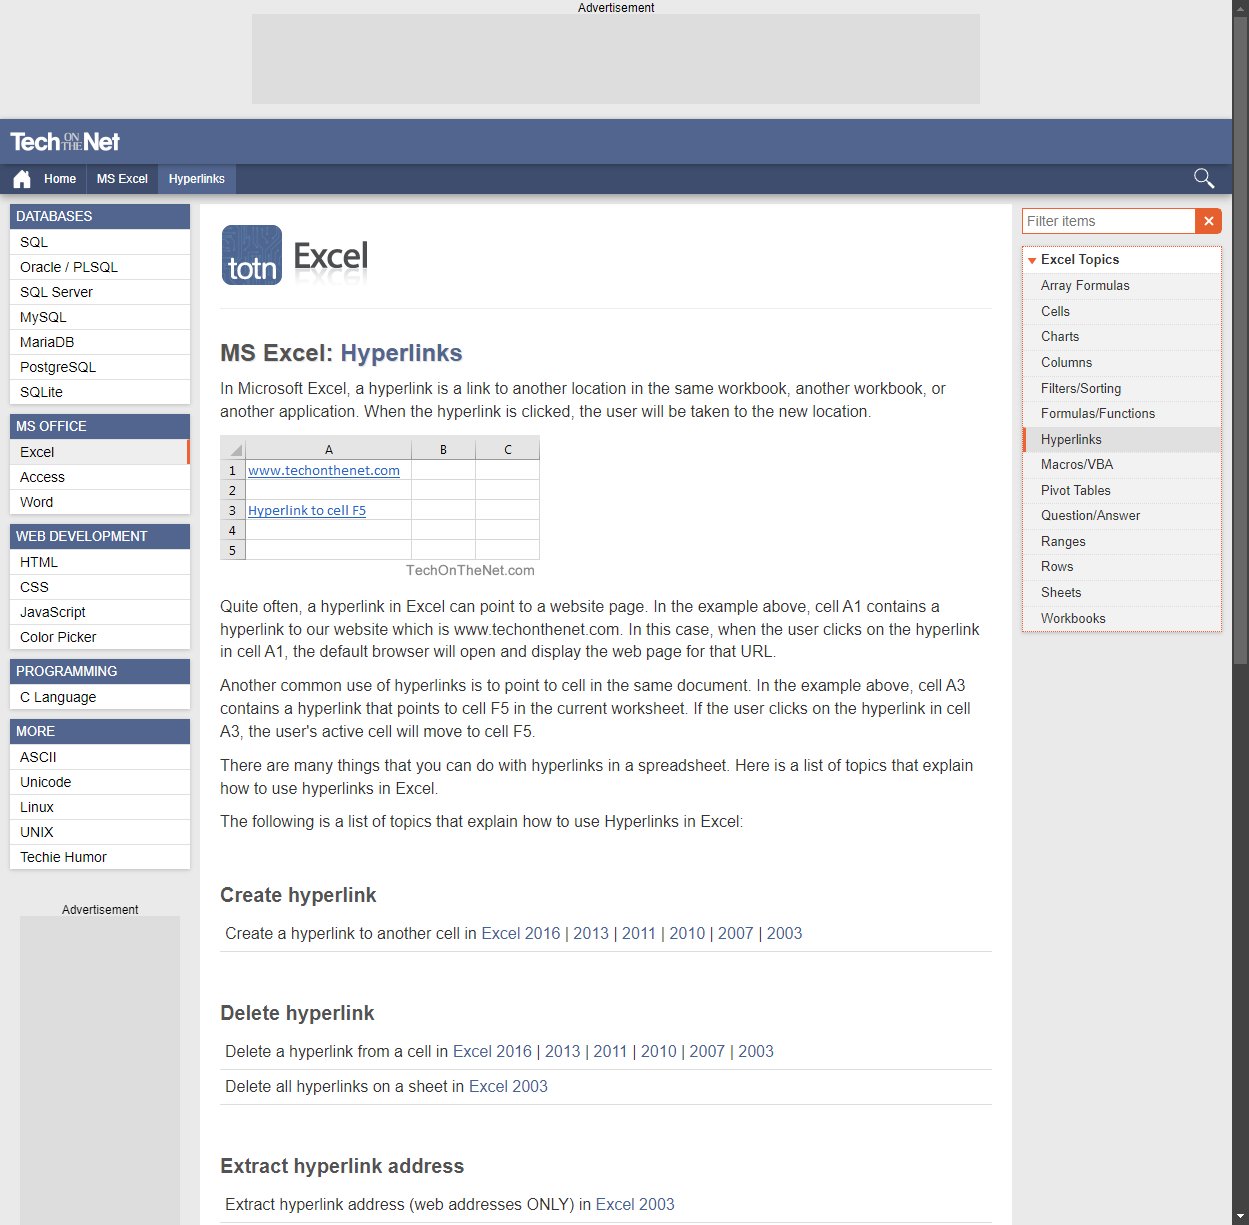 Advertisement
Tech ON THE Net
Home
MS Excel
Hyperlinks
DATABASES
SQL
Oracle / PLSQL
SQL Server
MySQL
MariaDB
PostgreSQL
SQLite
MS OFFICE
Excel
Access
Word
WEB DEVELOPMENT
HTML
CSS
JavaScript
Color Picker
PROGRAMMING
C Language
MORE
ASCII
Unicode
Linux
UNIX
Techie Humor
Advertisement
totn Excel
MS Excel: Hyperlinks
In Microsoft Excel, a hyperlink is a link to another location in the same workbook, another workbook, or
another application. When the hyperlink is clicked, the user will be taken to the new location.
A B C
1 www.techonthenet.com
2
3 Hyperlink to cell F5
4
5
TechOnTheNet.com
Quite often, a hyperlink in Excel can point to a website page. In the example above, cell A1 contains a
hyperlink to our website which is www.techonthenet.com. In this case, when the user clicks on the hyperlink
in cell A1, the default browser will open and display the web page for that URL.
Another common use of hyperlinks is to point to cell in the same document. In the example above, cell A3
contains a hyperlink that points to cell F5 in the current worksheet. If the user clicks on the hyperlink in cell
A3, the user's active cell will move to cell F5.
There are many things that you can do with hyperlinks in a spreadsheet. Here is a list of topics that explain
how to use hyperlinks in Excel.
The following is a list of topics that explain how to use Hyperlinks in Excel:
Create hyperlink
Create a hyperlink to another cell in Excel 2016 | 2013 | 2011 | 2010 | 2007 | 2003
Delete hyperlink
Delete a hyperlink from a cell in Excel 2016 | 2013 | 2011 | 2010 | 2007 | 2003
Delete all hyperlinks on a sheet in Excel 2003
Extract hyperlink address
Extract hyperlink address (web addresses ONLY) in Excel 2003
Filter items
Excel Topics
Array Formulas
Cells
Charts
Columns
Filters/Sorting
Formulas/Functions
Hyperlinks
Macros/VBA
Pivot Tables
Question/Answer
Ranges
Rows
Sheets
Workbooks